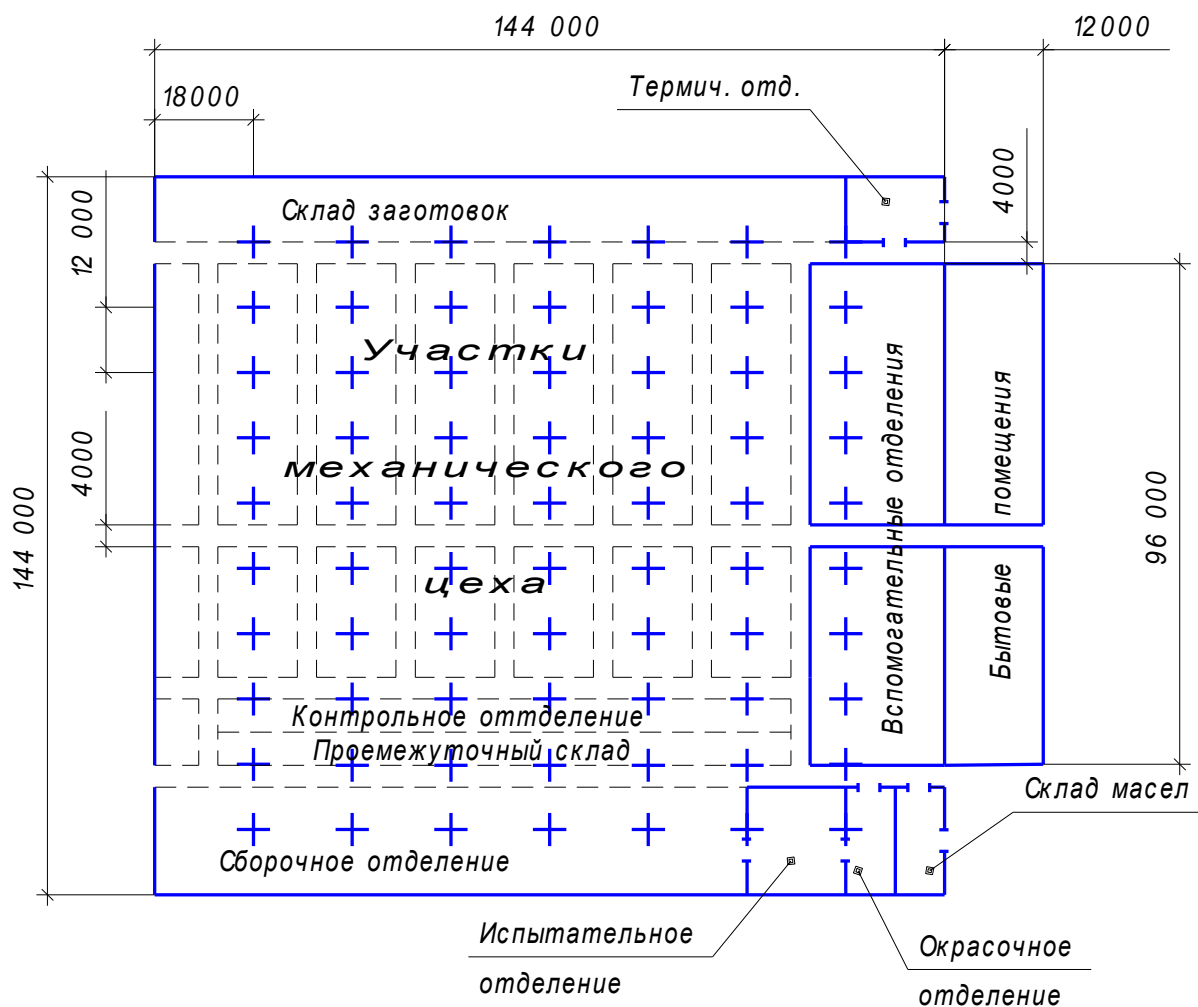 144 000
12000
Термич. отд.
18000
4000
12 000
Склад заготовок
Участки
механического
цеха
4000
144 000
Вспомогательные отделения
помещения
Бытовые
96 000
Контрольное оттделение
Проемежуточный склад
Склад масел
Сборочное отделение
Испытательное
отделение
Окрасочное
отделение